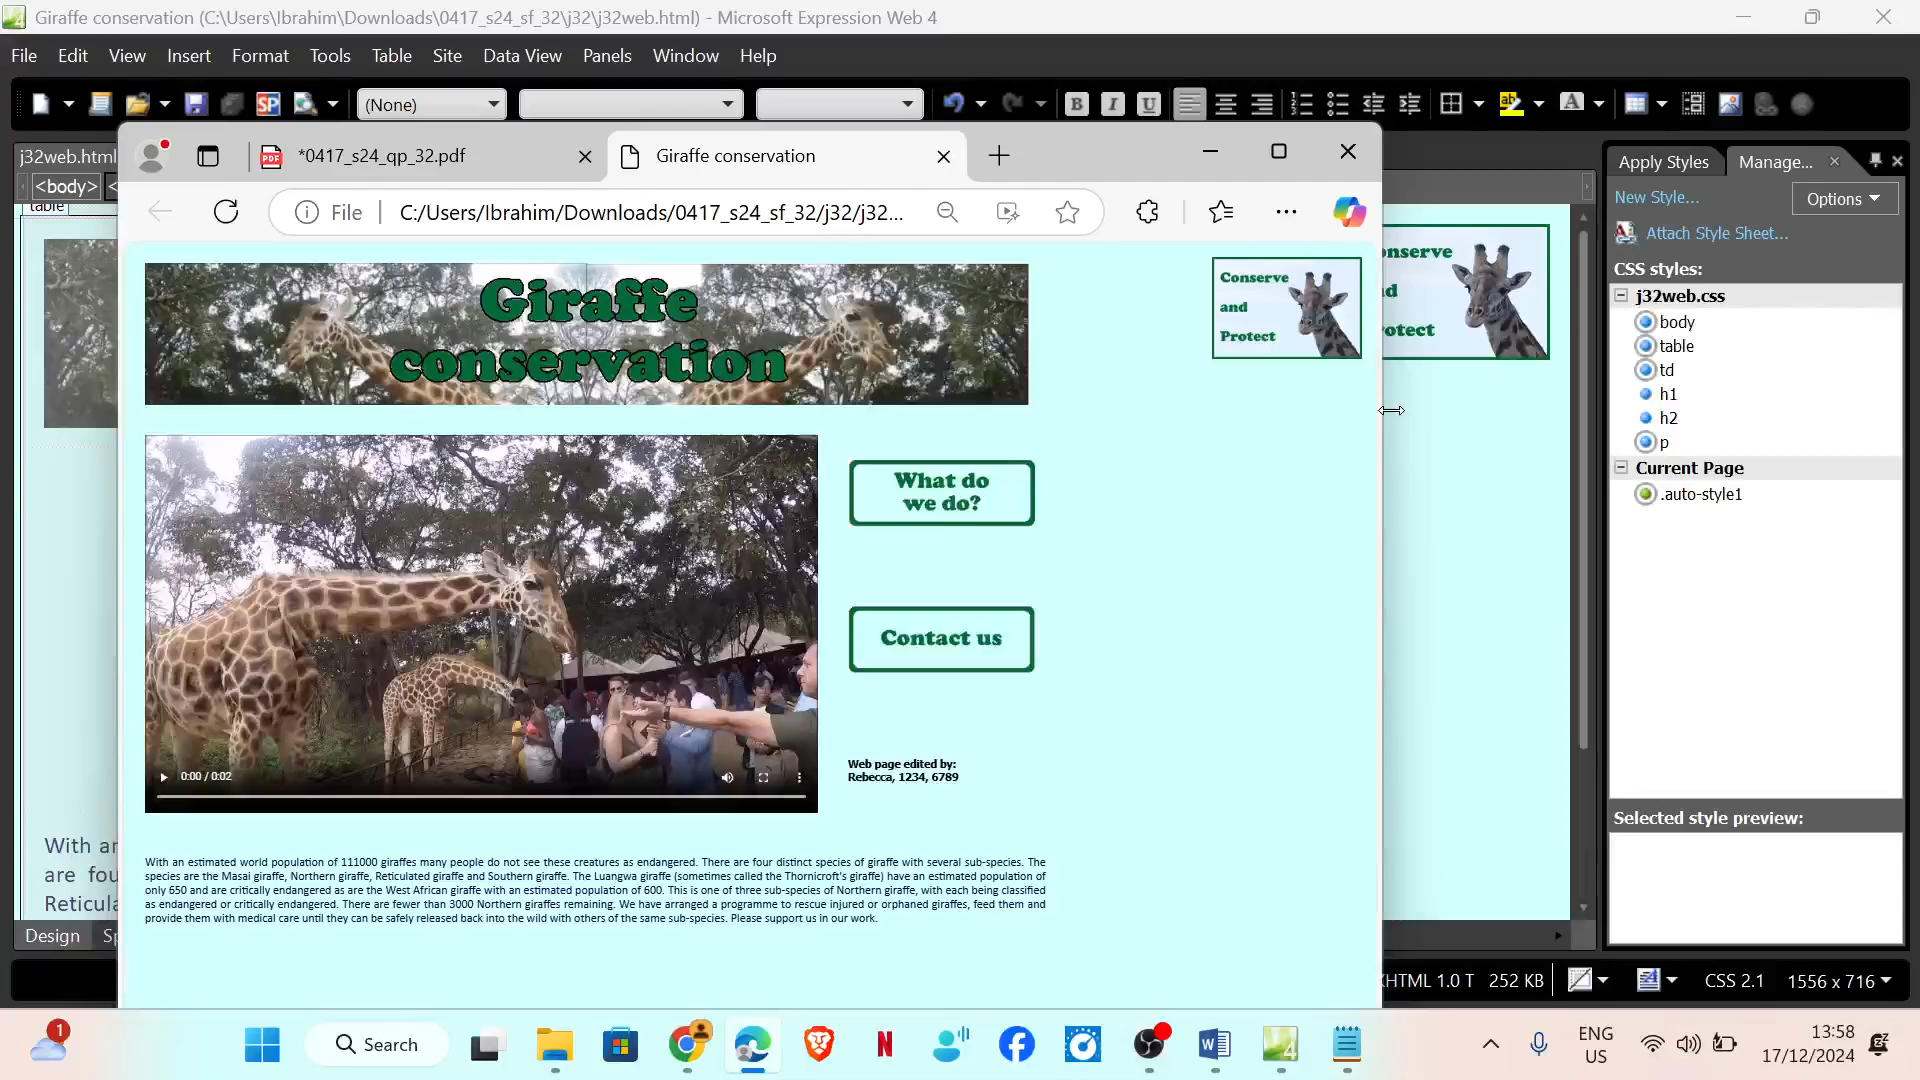 Giraffe conservation (C:\Users\Ibrahim\Downloads\0417_s24_sf_32\j32\j32web.html) - Microsoft Expression Web 4
File Edit View Insert Format Tools Table Site Data View Panels Window Help
(None)
j32web.html
<body>
table
*0417_s24_qp_32.pdf
Giraffe conservation
File
C:/Users/Ibrahim/Downloads/0417_s24_sf_32/j32/j32...
Giraffe
conservation
Conserve
and
Protect
onserve
d
otect
What do
we do?
Contact us
0:00 / 0:02
Web page edited by:
Rebecca, 1234, 6789
With an estimated world population of 111000 giraffes many people do not see these creatures as endangered. There are four distinct species of giraffe with several sub-species. The
species are the Masai giraffe, Northern giraffe, Reticulated giraffe and Southern giraffe. The Luangwa giraffe (sometimes called the Thornicroft's giraffe) have an estimated population of
only 650 and are critically endangered as are the West African giraffe with an estimated population of 600. This is one of three sub-species of Northern giraffe, with each being classified
as endangered or critically endangered. There are fewer than 3000 Northern giraffes remaining. We have arranged a programme to rescue injured or orphaned giraffes, feed them and
provide them with medical care until they can be safely released back into the wild with others of the same sub-species. Please support us in our work.
With an
are fou
Reticula
Design Sp
Apply Styles Manage...
New Style... Options
Attach Style Sheet...
CSS styles:
j32web.css
body
table
td
h1
h2
p
Current Page
.auto-style1
Selected style preview:
XHTML 1.0 T 252 KB CSS 2.1 1556 x 716
1
Search
ENG
US
13:58
17/12/2024